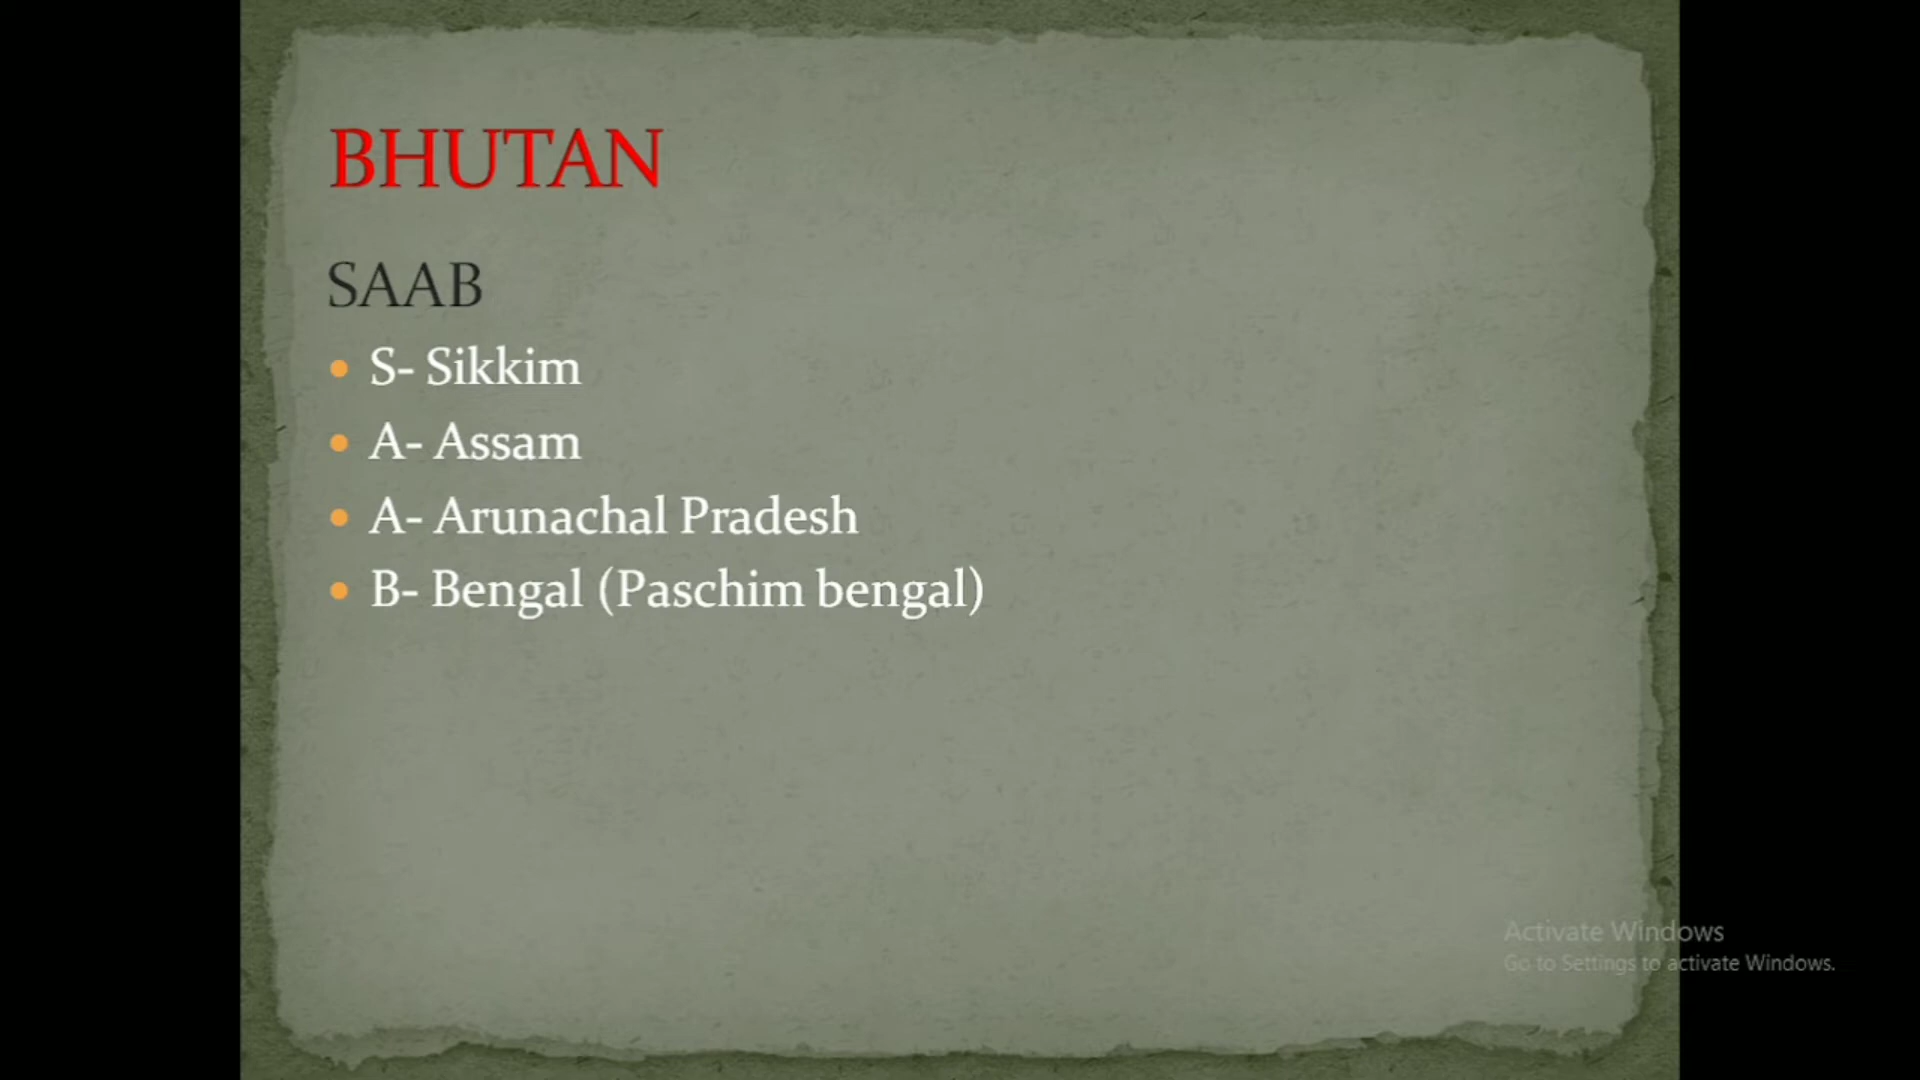 BHUTAN
SAAB
S- Sikkim
A- Assam
A- Arunachal Pradesh
B- Bengal (Paschim bengal)
Activate Windows
Go to Settings to activate Windows.